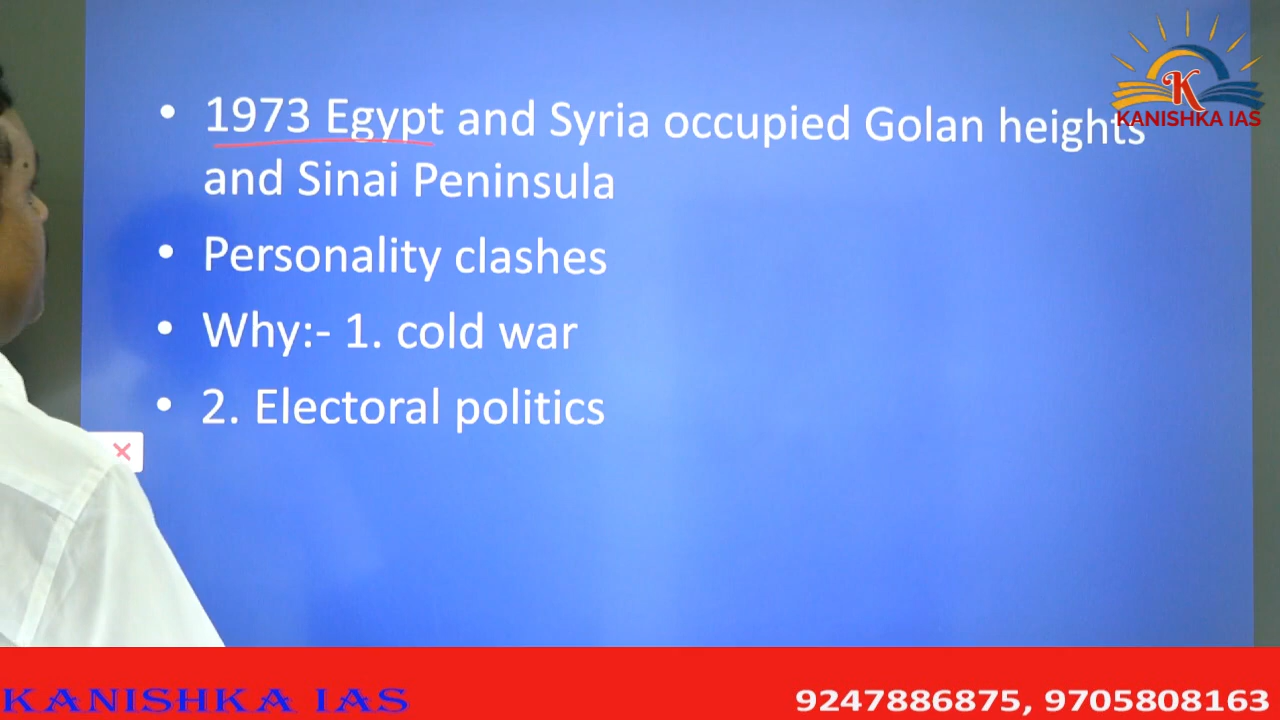 K
KANISHKA IAS
• 1973 Egypt and Syria occupied Golan heights
and Sinai Peninsula
• Personality clashes
• Why:- 1. cold war
• 2. Electoral politics
KANISHKA IAS
9247886875, 9705808163